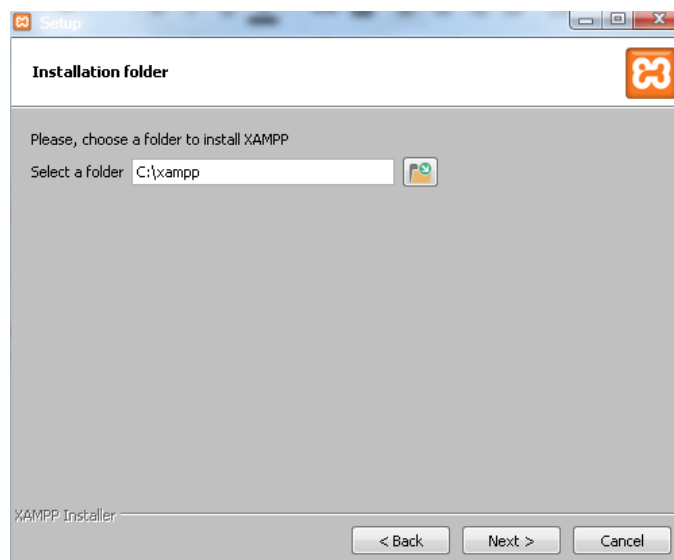 Setup
Installation folder
Please, choose a folder to install XAMPP
Select a folder C:\xampp
XAMPP Installer
< Back Next > Cancel